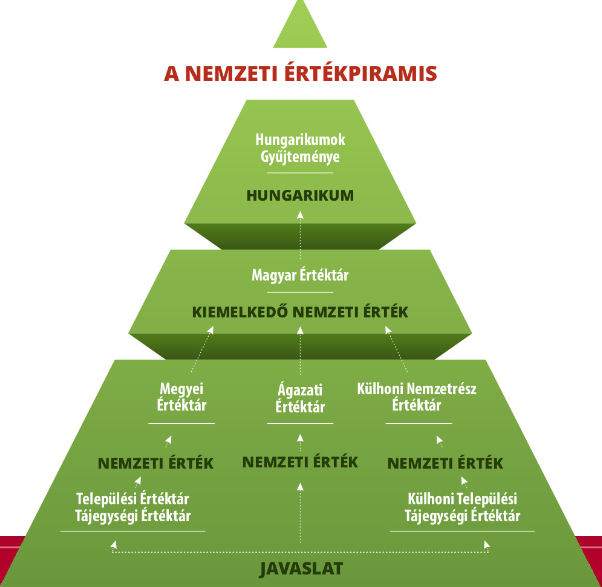 A NEMZETI ÉRTÉKPIRAMIS
Hungarikumok
Gyűjteménye
HUNGARIKUM
Magyar Értéktár
KIEMELKEDŐ NEMZETI ÉRTÉK
Megyei
Értéktár
Ágazati
Értéktár
Külhoni Nemzetrész
Értéktár
NEMZETI ÉRTÉK
NEMZETI ÉRTÉK
NEMZETI ÉRTÉK
Települési Értéktár
Tájegységi Értéktár
Külhoni Települési
Tájegységi Értéktár
JAVASLAT